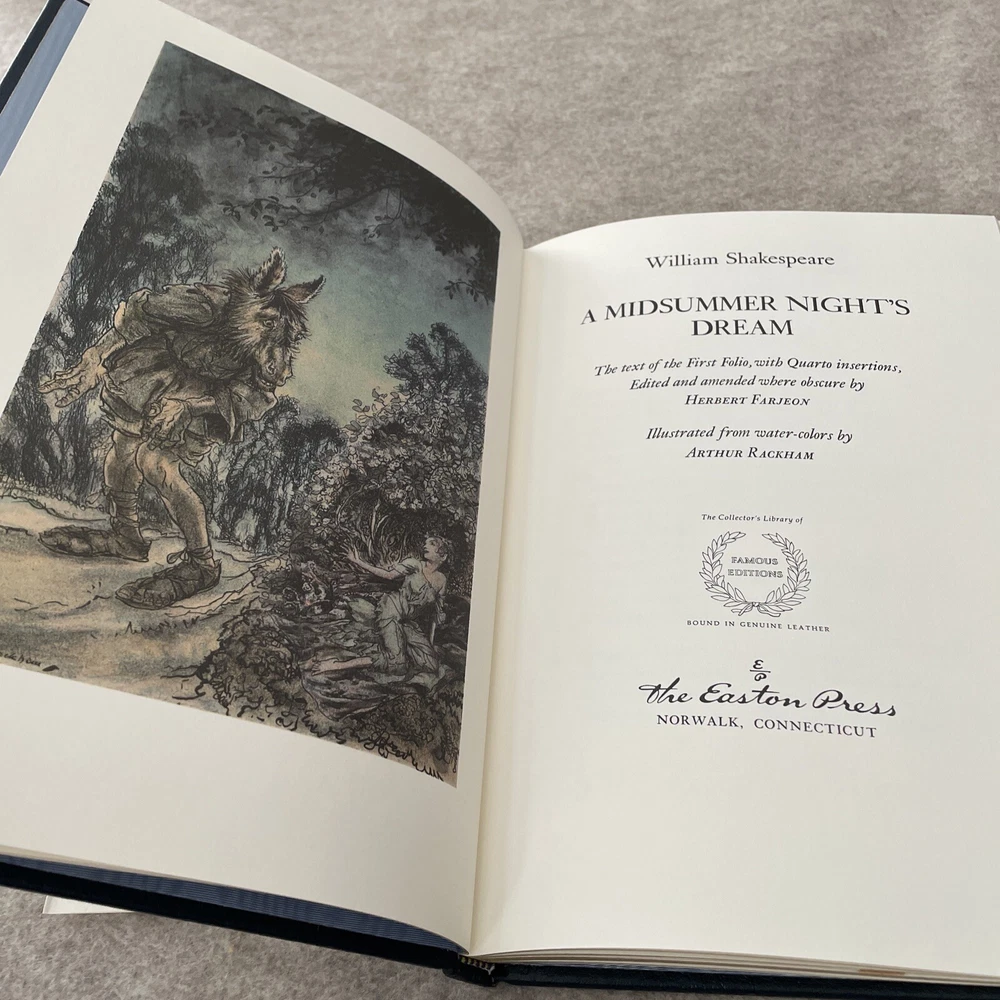 William Shakespeare
A MIDSUMMER NIGHT'S
DREAM
The text of the First Folio, with Quarto insertions,
Edited and amended where obscure by
HERBERT FARJEON
Illustrated from water-colors by
ARTHUR RACKHAM
The Collector's Library of
FAMOUS
EDITIONS
BOUND IN GENUINE LEATHER
E
P
The Easton Press
NORWALK, CONNECTICUT